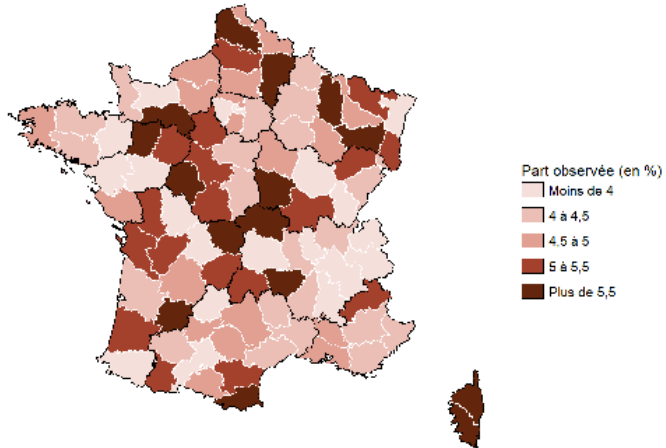 Part observée (en %)
Moins de 4
4 à 4,5
4.5 à 5
5 à 5,5
Plus de 5,5